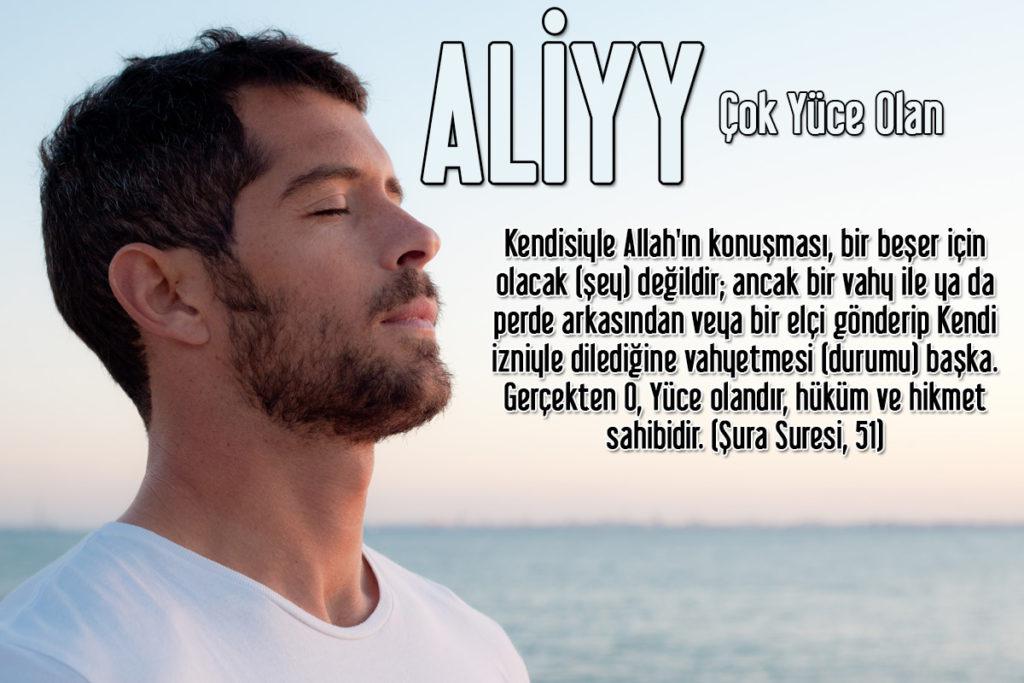 ALİYY
Çok Yüce Olan
Kendisiyle Allah'ın konuşması, bir beşer için
olacak (şey) değildir; ancak bir vahy ile ya da
perde arkasından veya bir elçi gönderip Kendi
izniyle dilediğine vahyetmesi (durumu) başka.
Gerçekten O, Yüce olandır, hüküm ve hikmet
sahibidir. (Şura Suresi, 51)